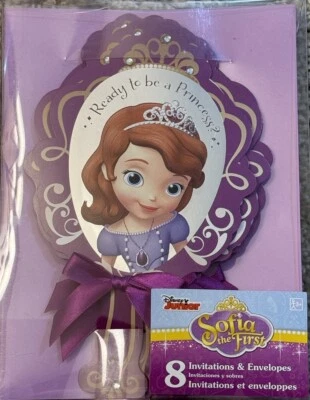 Ready to be a Princess?
Disney
Junior
Sofia
the First
8 Invitations & Envelopes
Invitaciones y sobres
Invitations et enveloppes